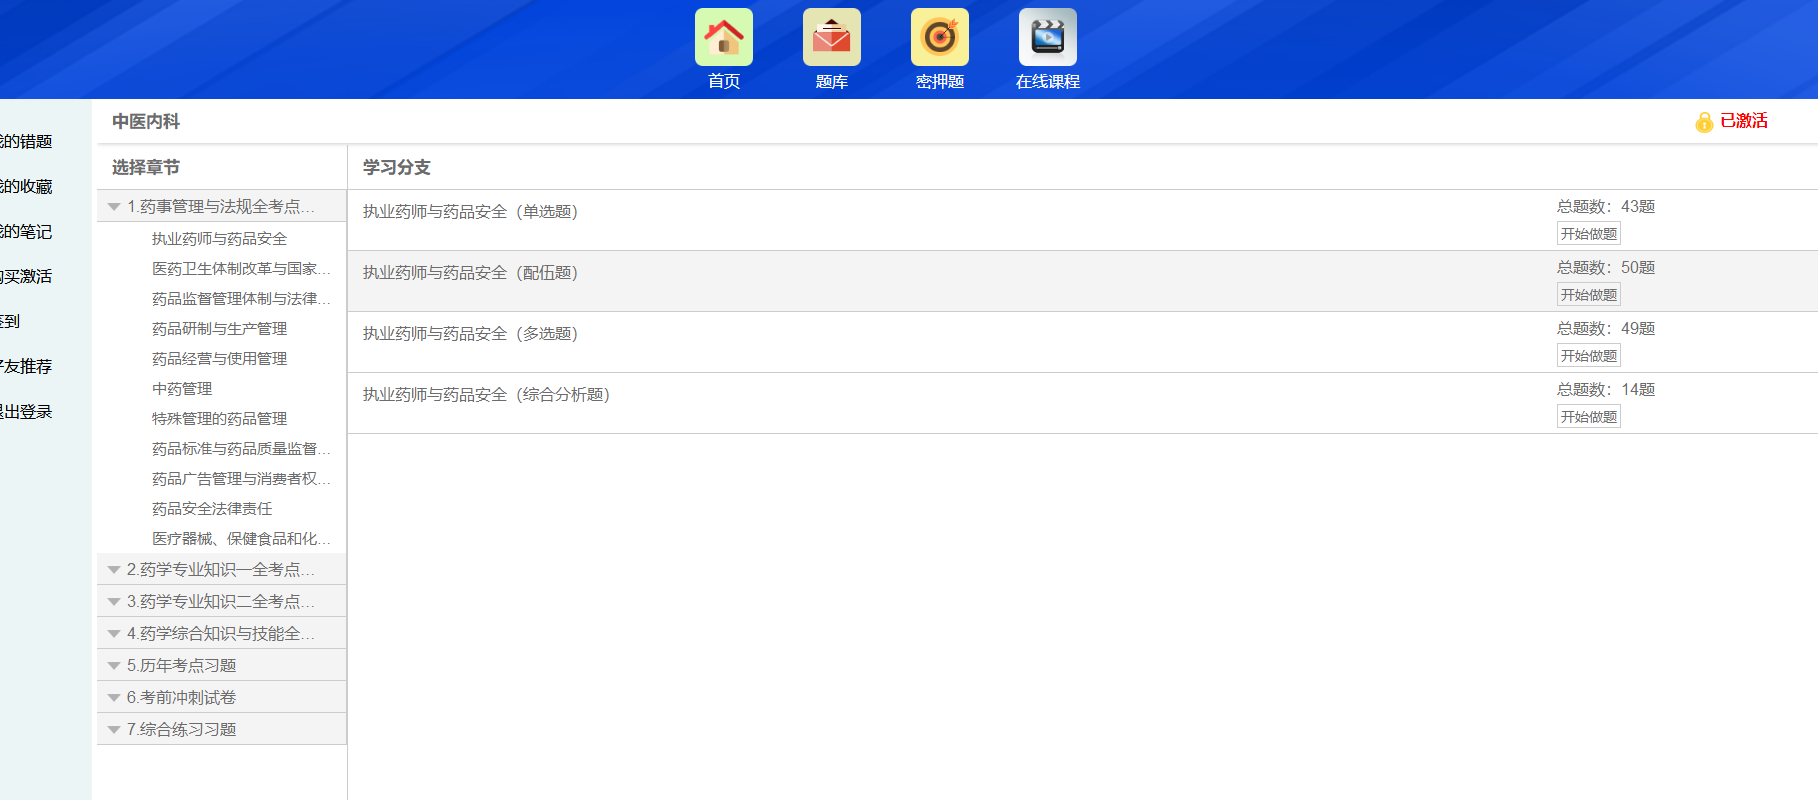 首页
题库
密押题
在线课程
的错题
的收藏
的笔记
买激活
到
友推荐
出登录
中医内科
已激活
选择章节
1.药事管理与法规全考点...
执业药师与药品安全
医药卫生体制改革与国家...
药品监督管理体制与法律...
药品研制与生产管理
药品经营与使用管理
中药管理
特殊管理的药品管理
药品标准与药品质量监督...
药品广告管理与消费者权...
药品安全法律责任
医疗器械、保健食品和化...
2.药学专业知识一全考点...
3.药学专业知识二全考点...
4.药学综合知识与技能全...
5.历年考点习题
6.考前冲刺试卷
7.综合练习习题
学习分支
执业药师与药品安全（单选题）
总题数：43题
开始做题
执业药师与药品安全（配伍题）
总题数：50题
开始做题
执业药师与药品安全（多选题）
总题数：49题
开始做题
执业药师与药品安全（综合分析题）
总题数：14题
开始做题